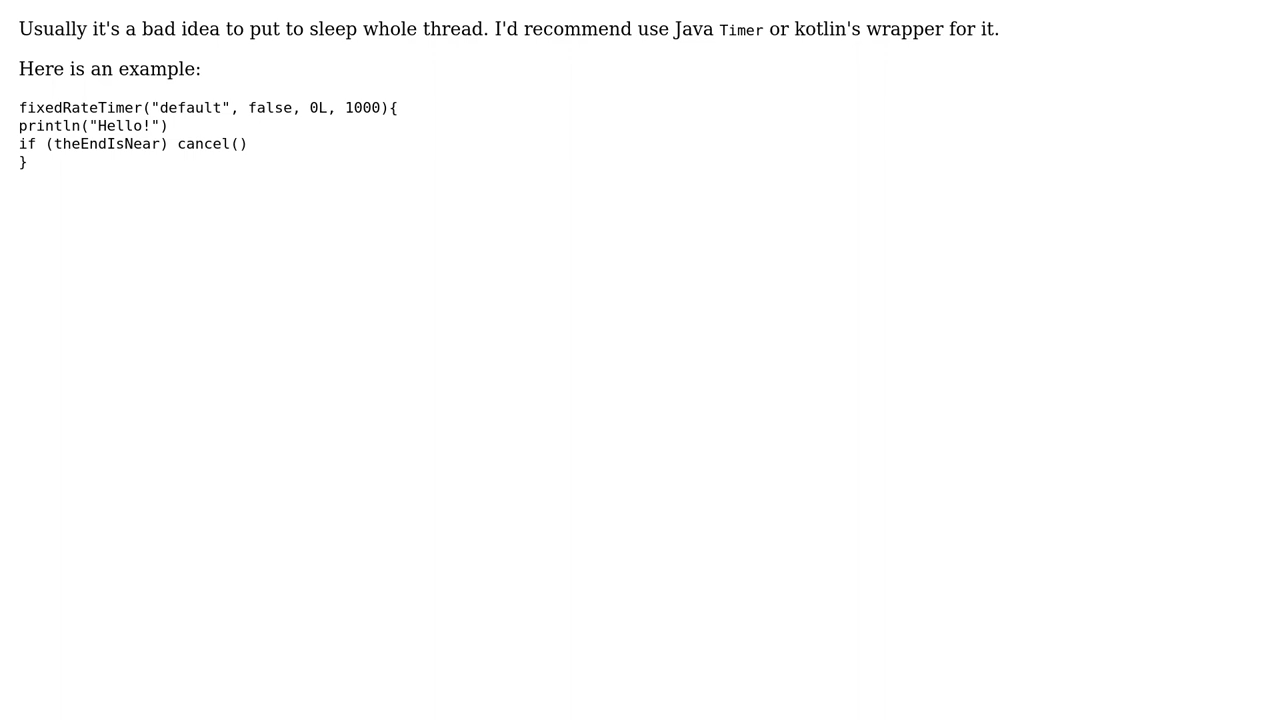 Usually it's a bad idea to put to sleep whole thread. I'd recommend use Java Timer or kotlin's wrapper for it.
Here is an example:
fixedRateTimer("default", false, 0L, 1000){
println("Hello!")
if (theEndIsNear) cancel()
}